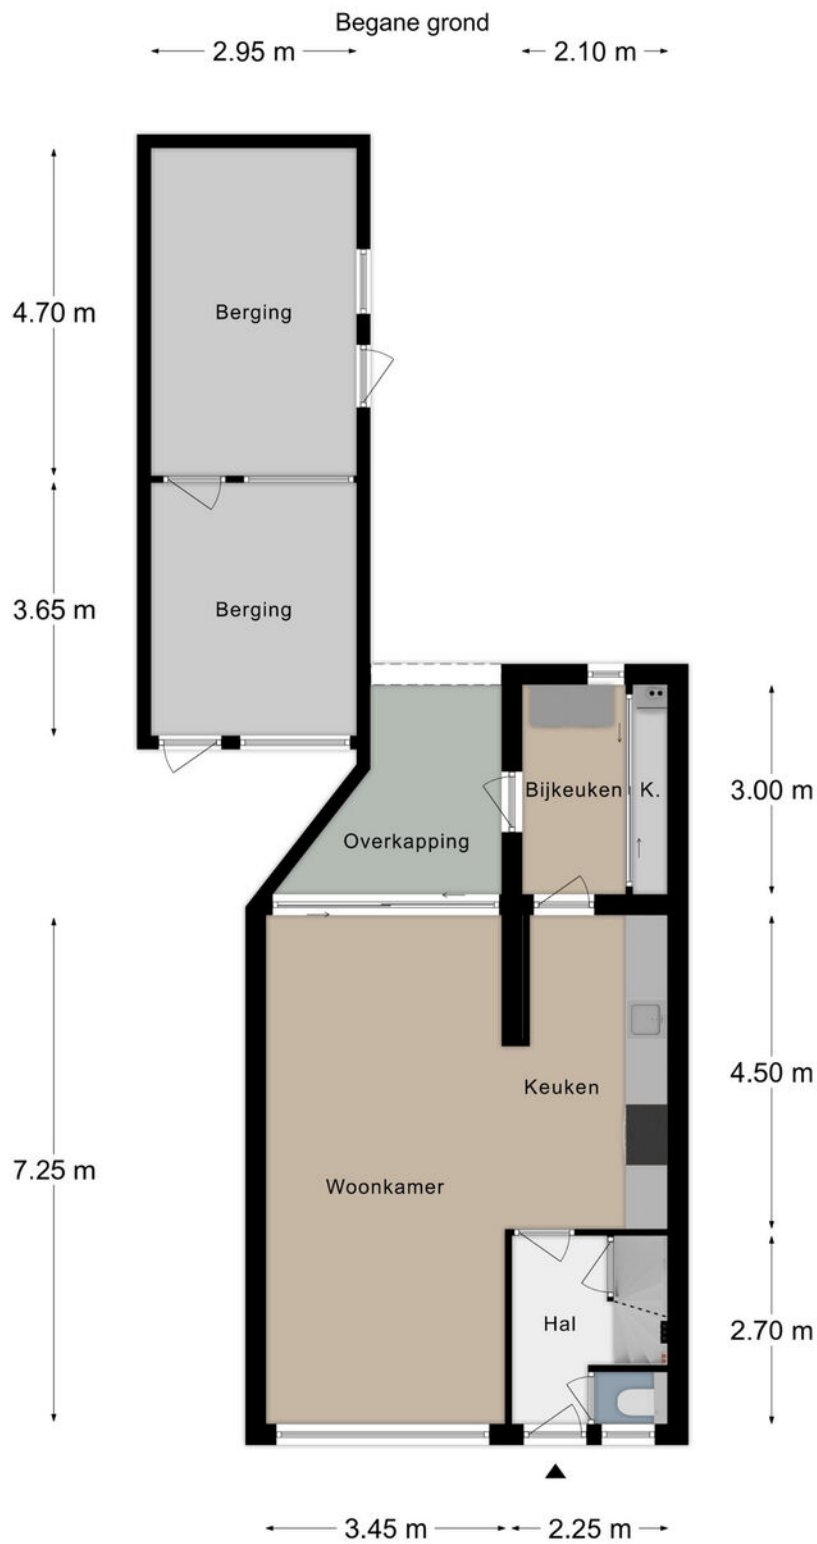 Begane grond
2.95 m
2.10 m
4.70 m
Berging
3.65 m
Berging
Bijkeuken
K.
3.00 m
Overkapping
Keuken
4.50 m
7.25 m
Woonkamer
Hal
2.70 m
3.45 m
2.25 m